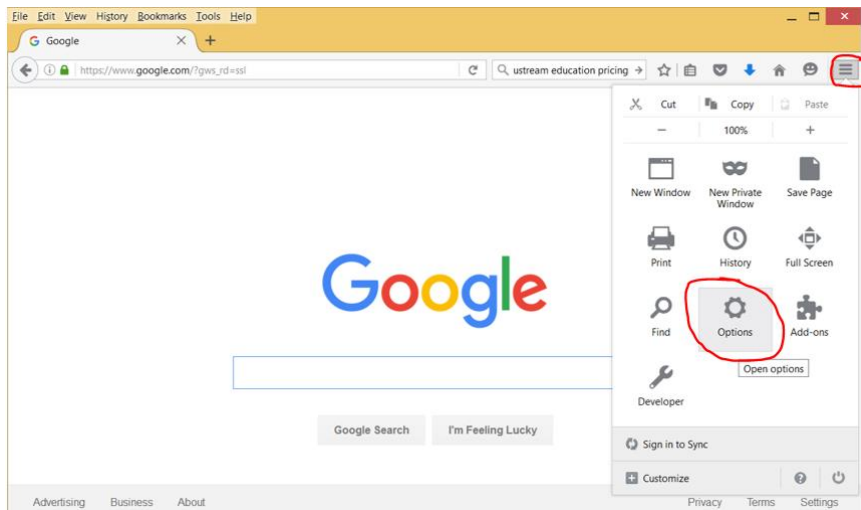 File Edit View History Bookmarks Tools Help
Google
https://www.google.com/?gws_rd=ssl
ustream education pricing
Cut Copy Paste
100%
New Window New Private Window Save Page
Print History Full Screen
Find Options Add-ons
Open options
Developer
Google
Google Search I'm Feeling Lucky
Sign in to Sync
Customize
Advertising Business About Privacy Terms Settings